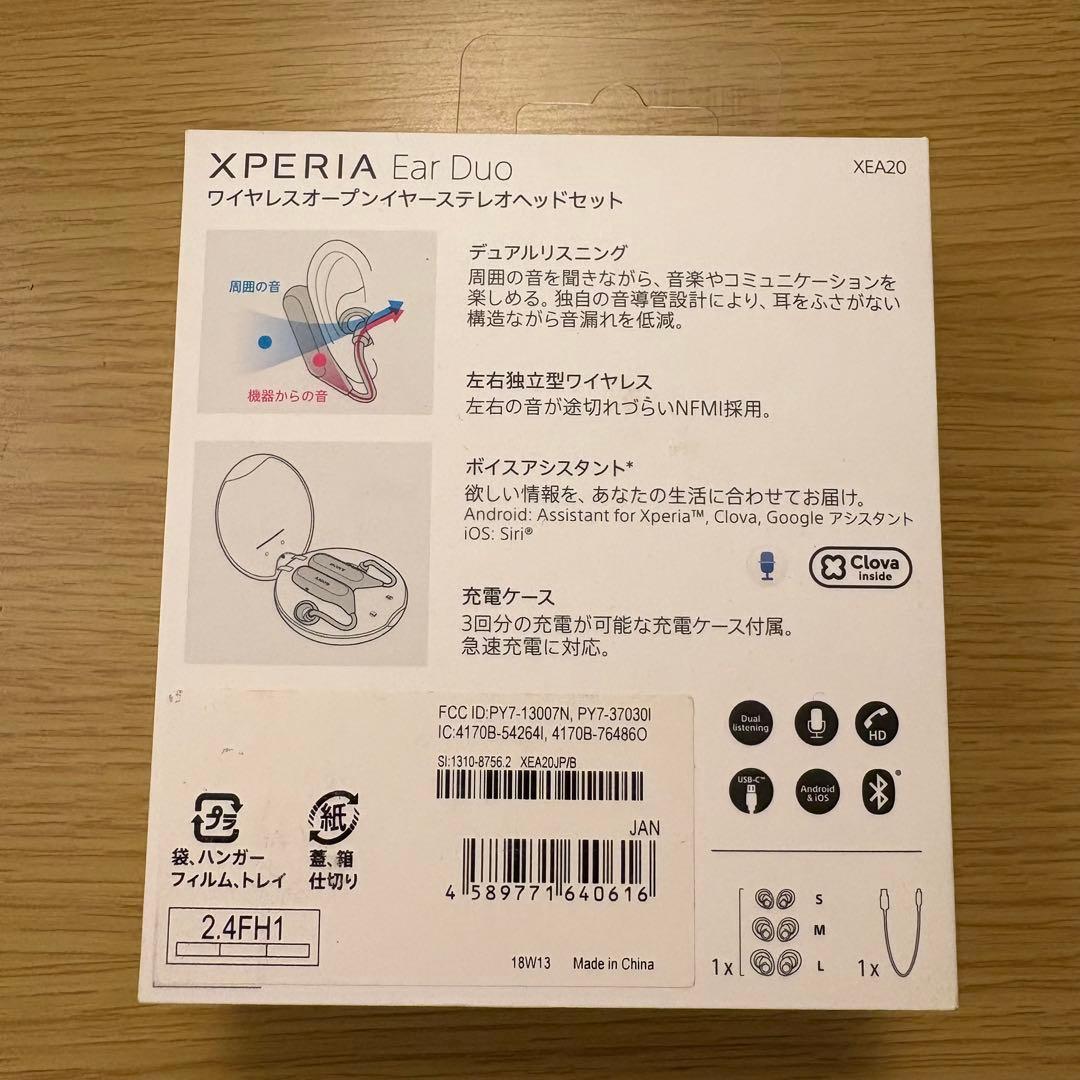 XPERIA Ear Duo
XEA20
ワイヤレスオープンイヤーステレオヘッドセット
周囲の音
機器からの音
デュアルリスニング
周囲の音を聞きながら、音楽やコミュニケーションを
楽しめる。独自の音導管設計により、耳をふさがない
構造ながら音漏れを低減。
左右独立型ワイヤレス
左右の音が途切れづらいNFMI採用。
SONY
SONY
ボイスアシスタント*
欲しい情報を、あなたの生活に合わせてお届け。
Android: Assistant for Xperia™, Clova, Google アシスタント
iOS: Siri®
Clova
inside
充電ケース
3回分の充電が可能な充電ケース付属。
急速充電に対応。
FCC ID:PY7-13007N, PY7-37030I
IC:4170B-54264I, 4170B-76486O
SI:1310-8756.2 XEA20JP/B
JAN
4 589771 640616
プラ
袋、ハンガー
フィルム、トレイ
紙
蓋、箱
仕切り
2.4FH1
18W13 Made in China
Dual
listening
HD
USB-C™
Android
& iOS
S
M
L
1x
1x